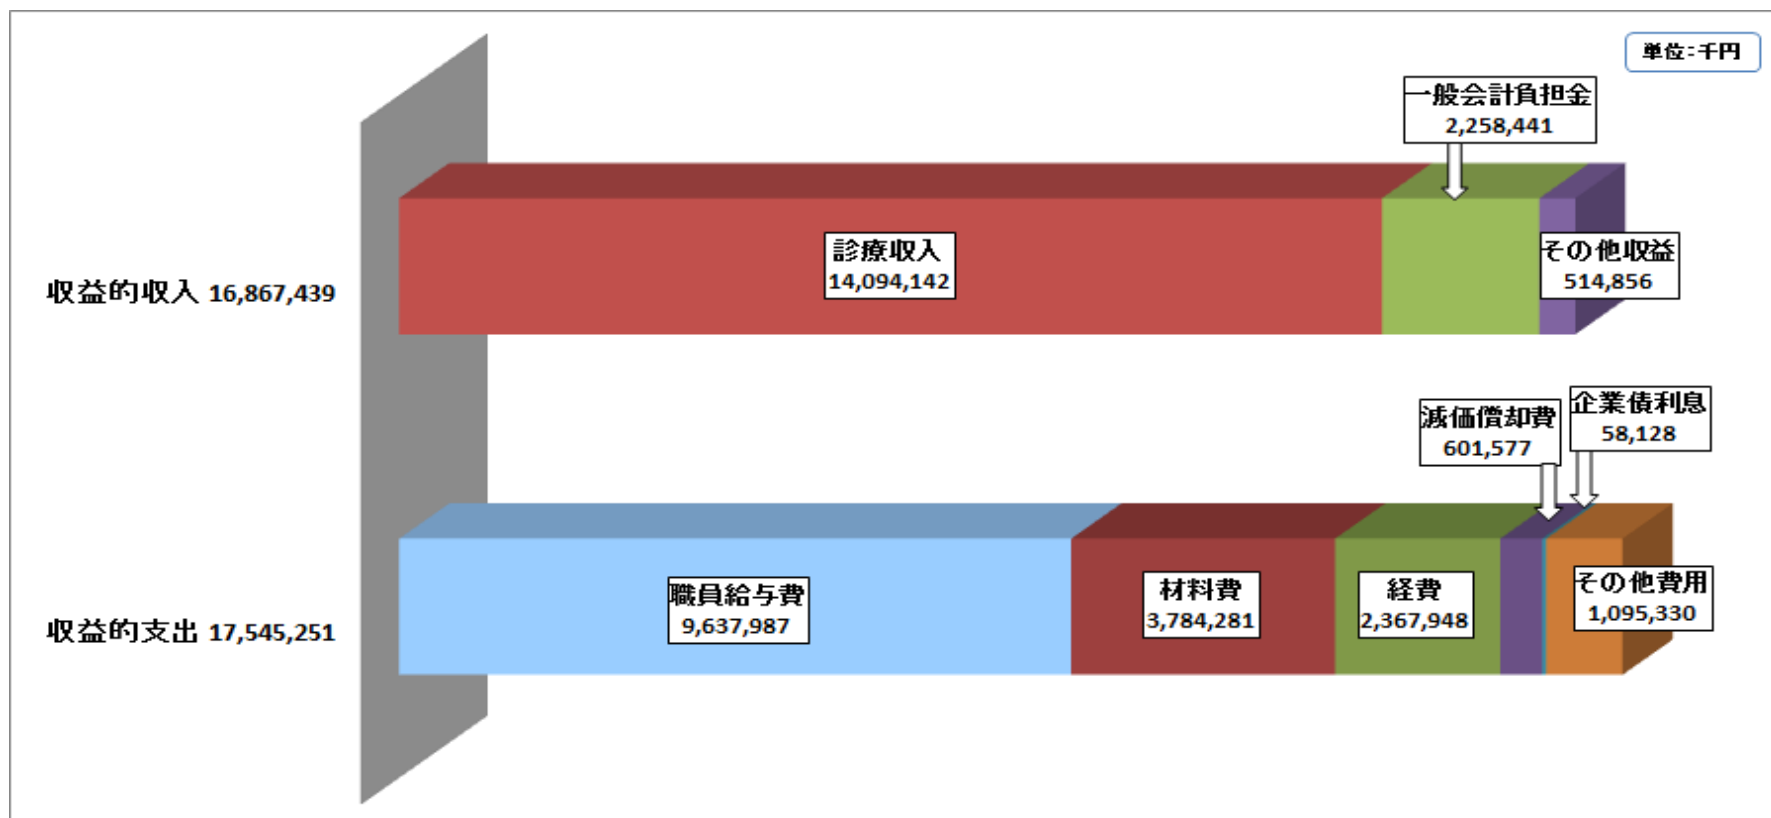 単位:千円
一般会計負担金
2,258,441
診療収入
14,094,142
その他収益
514,856
収益的収入 16,867,439
減価償却費
601,577
企業債利息
58,128
職員給与費
9,637,987
材料費
3,784,281
経費
2,367,948
その他費用
1,095,330
収益的支出 17,545,251